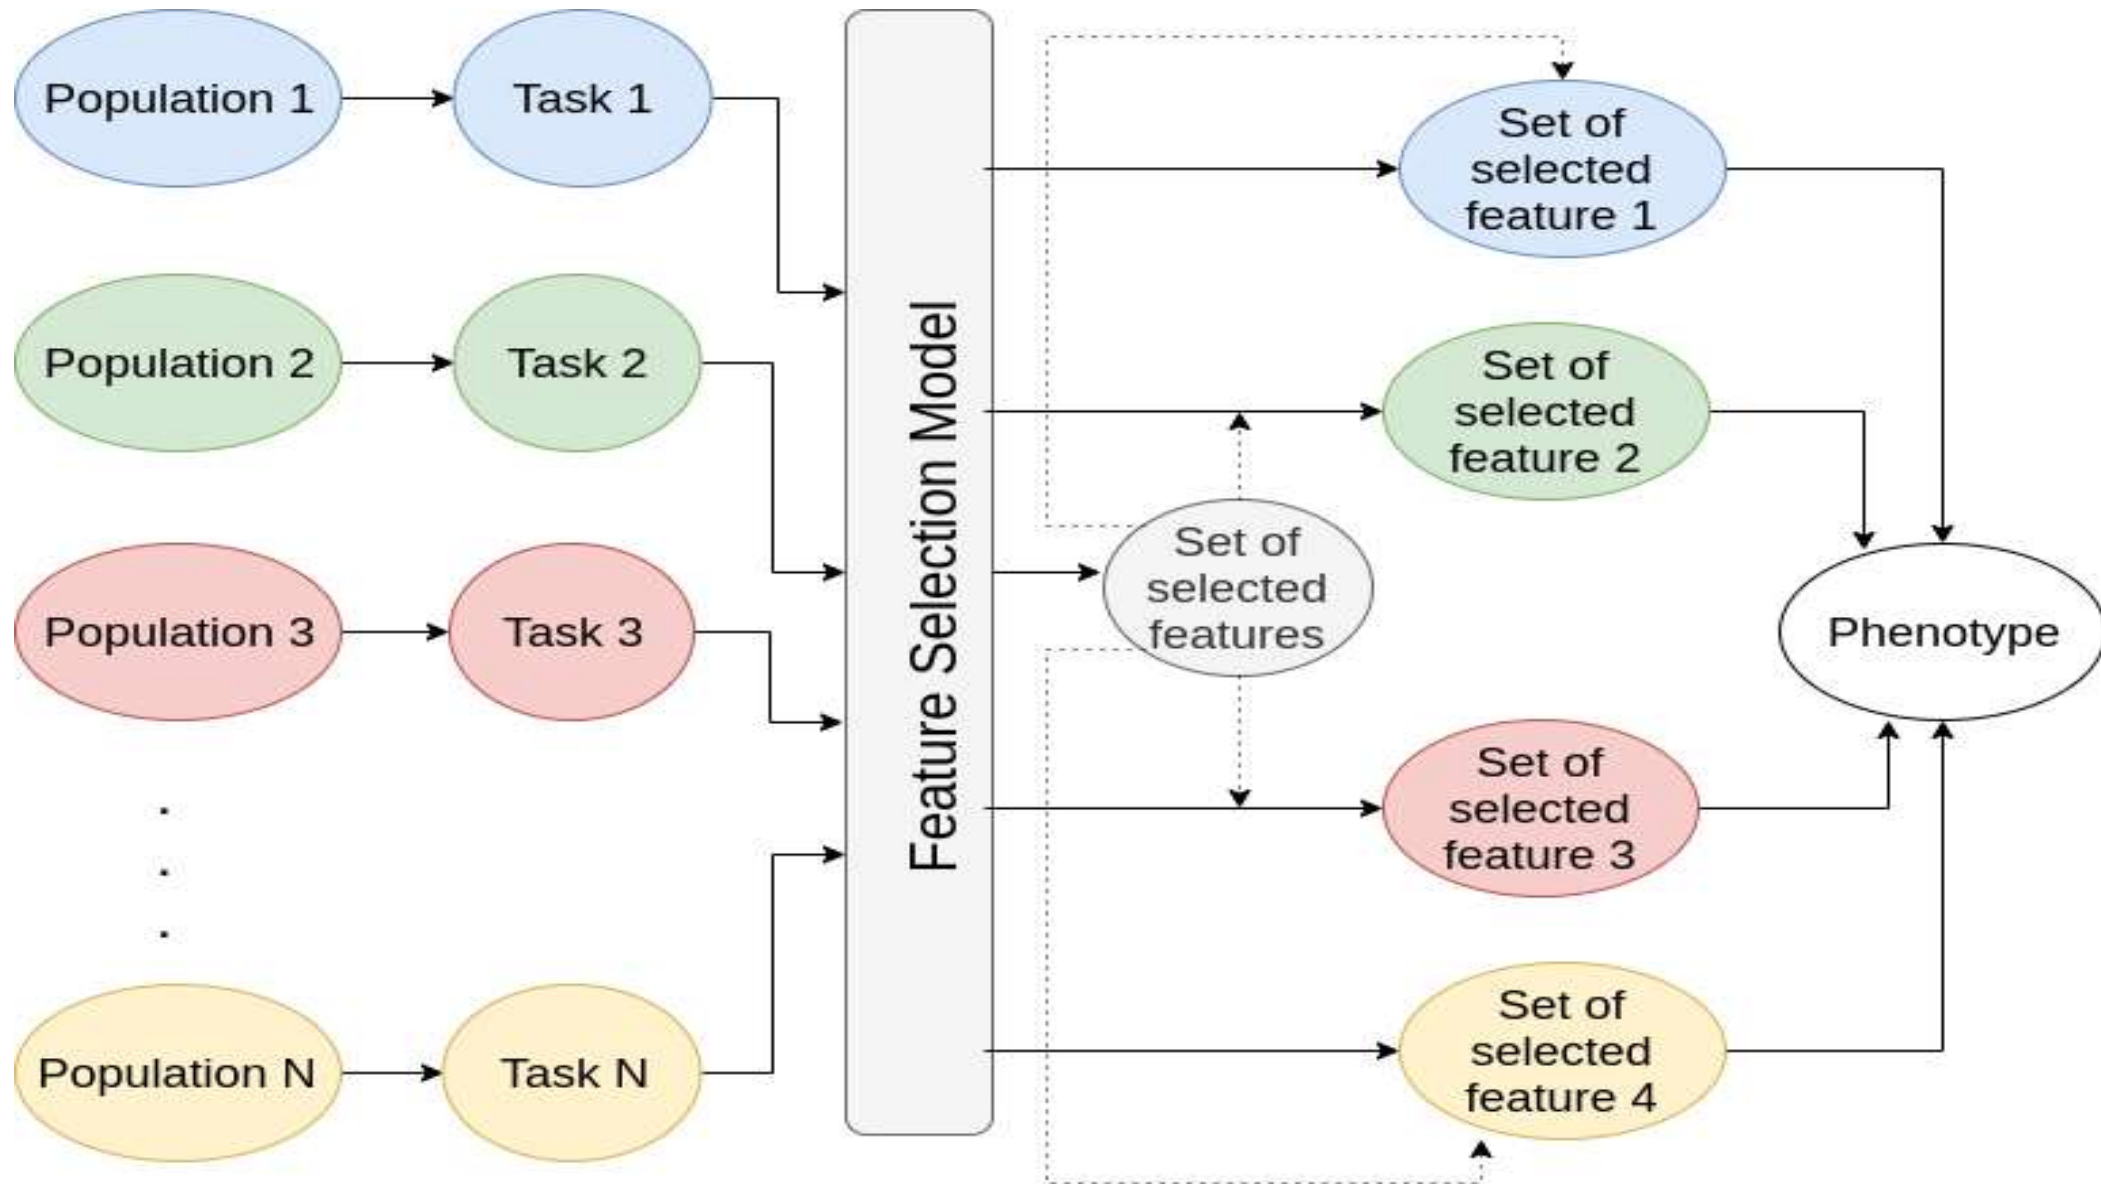 Population 1
Task 1
Population 2
Task 2
Population 3
Task 3
.
.
.
Population N
Task N
Feature Selection Model
Set of
selected
features
Set of
selected
feature 1
Set of
selected
feature 2
Set of
selected
feature 3
Set of
selected
feature 4
Phenotype